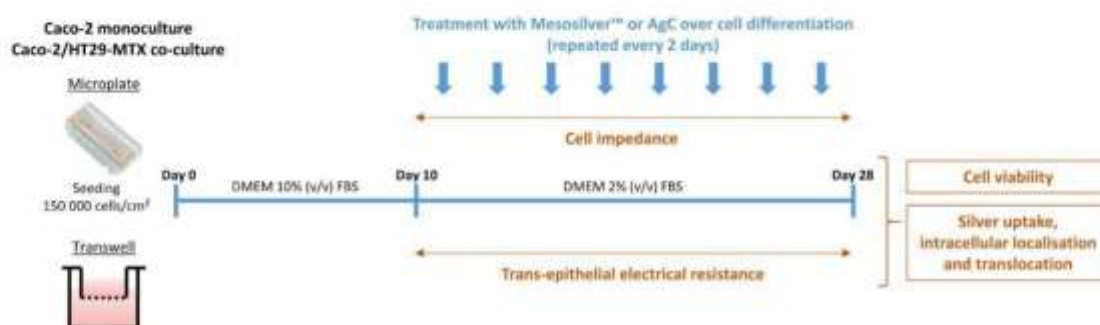 Caco-2 monoculture
Caco-2/HT29-MTX co-culture
Microplate
Seeding
150 000 cells/cm²
Transwell
Treatment with Mesosilver™ or AgC over cell differentiation
(repeated every 2 days)
Cell impedance
Day 0
DMEM 10% (v/v) FBS
Day 10
DMEM 2% (v/v) FBS
Day 28
Trans-epithelial electrical resistance
Cell viability
Silver uptake,
intracellular localisation
and translocation